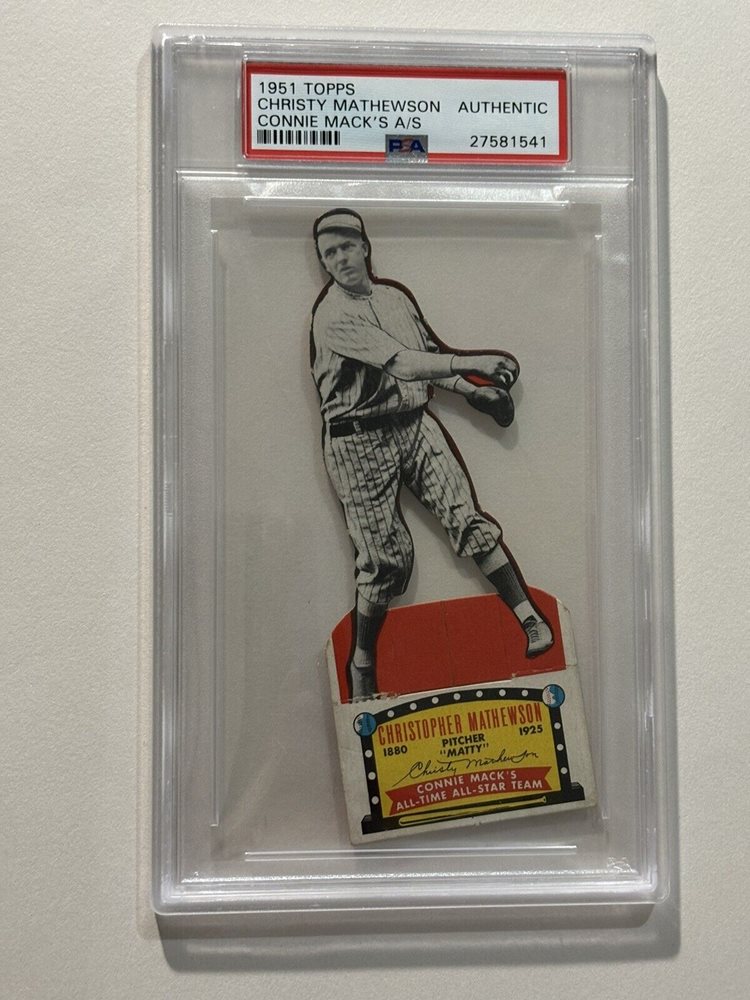 1951 TOPPS
CHRISTY MATHEWSON AUTHENTIC
CONNIE MACK'S A/S
PSA 27581541
CHRISTOPHER MATHEWSON
1880 PITCHER 1925
"MATTY"
Christy Mathewson
CONNIE MACK'S
ALL-TIME ALL-STAR TEAM